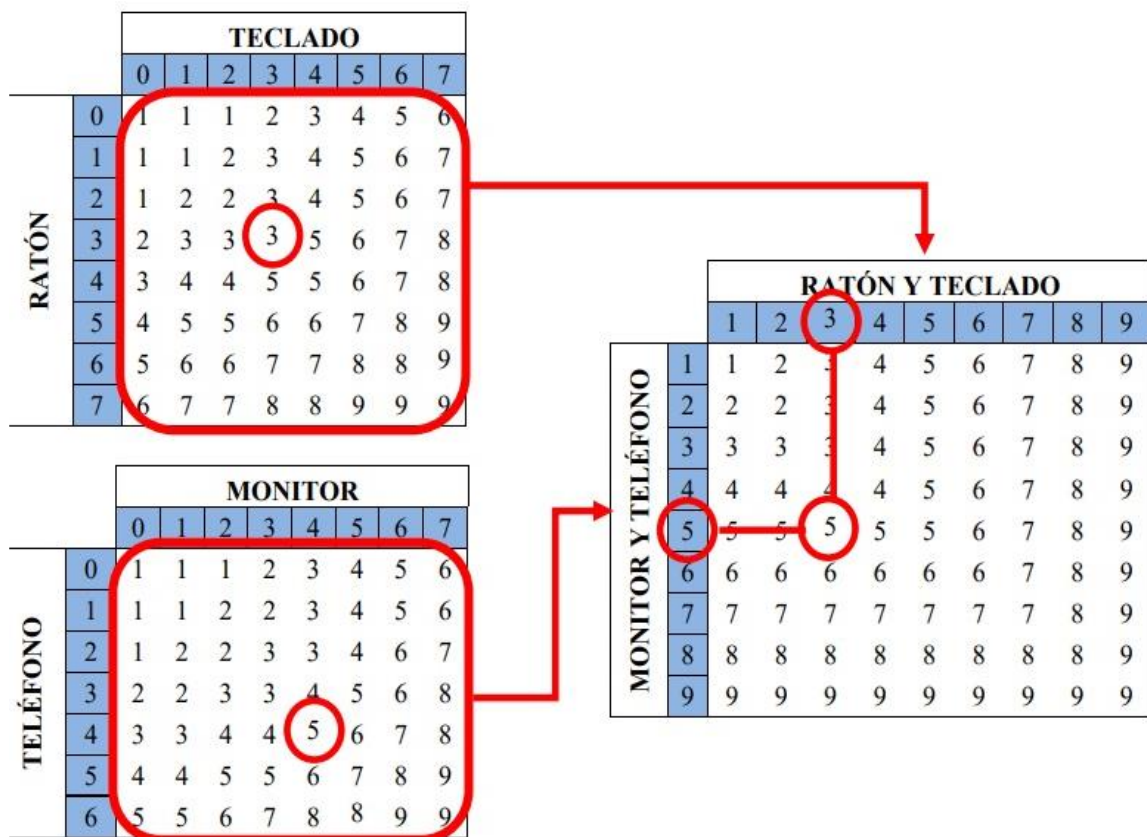 TECLADO
0 1 2 3 4 5 6 7
RATÓN
0 1 1 1 2 3 4 5 6
1 1 1 2 3 4 5 6 7
2 1 2 2 3 4 5 6 7
3 2 3 3 3 5 6 7 8
4 3 4 4 5 5 6 7 8
5 4 5 5 6 6 7 8 9
6 5 6 6 7 7 8 8 9
7 6 7 7 8 8 9 9 9
MONITOR
0 1 2 3 4 5 6 7
TELÉFONO
0 1 1 1 2 3 4 5 6
1 1 1 2 2 3 4 5 6
2 1 2 2 3 3 4 6 7
3 2 2 3 3 4 5 6 8
4 3 3 4 4 5 6 7 8
5 4 4 5 5 6 7 8 9
6 5 5 6 7 8 8 9 9
RATÓN Y TECLADO
1 2 3 4 5 6 7 8 9
MONITOR Y TELÉFONO
1 1 2 3 4 5 6 7 8 9
2 2 2 3 4 5 6 7 8 9
3 3 3 3 4 5 6 7 8 9
4 4 4 4 4 5 6 7 8 9
5 5 5 5 5 5 6 7 8 9
6 6 6 6 6 6 6 7 8 9
7 7 7 7 7 7 7 7 8 9
8 8 8 8 8 8 8 8 8 9
9 9 9 9 9 9 9 9 9 9